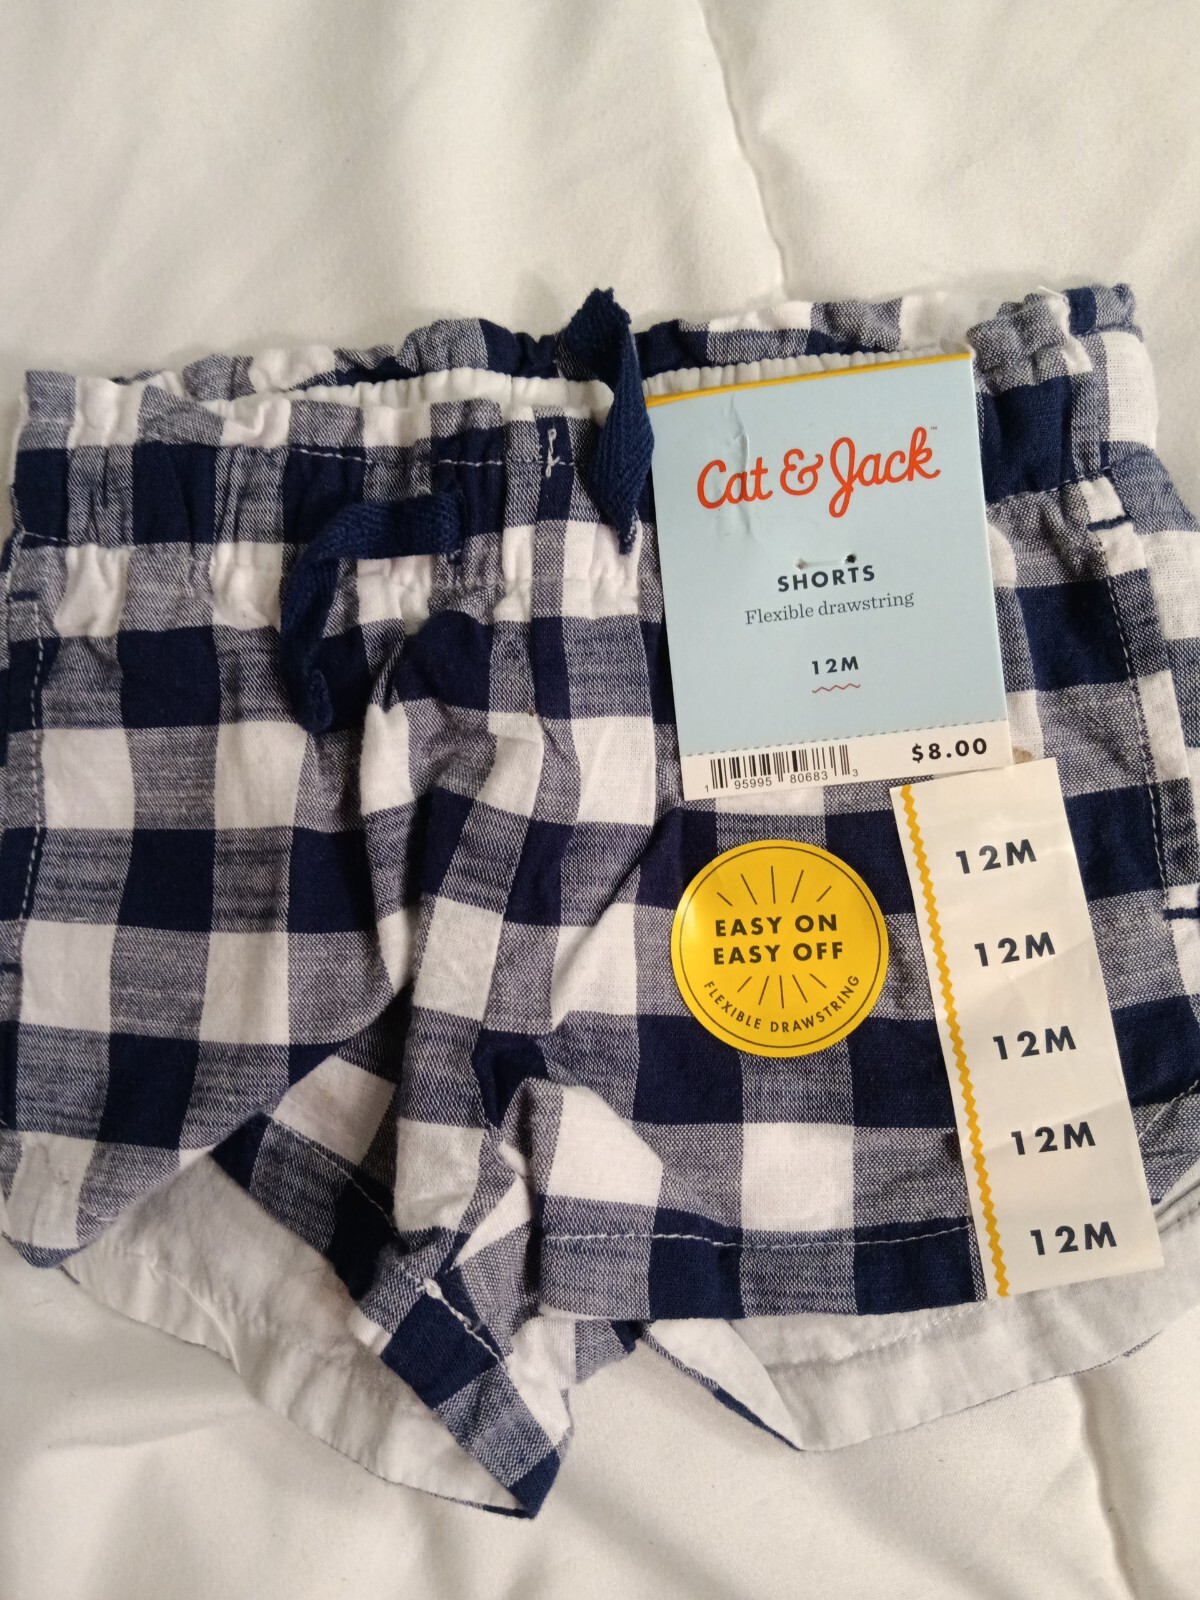 Cat & Jack™
SHORTS
Flexible drawstring
12M
$8.00
1 95995 80683 3
EASY ON
EASY OFF
FLEXIBLE DRAWSTRING
12M
12M
12M
12M
12M